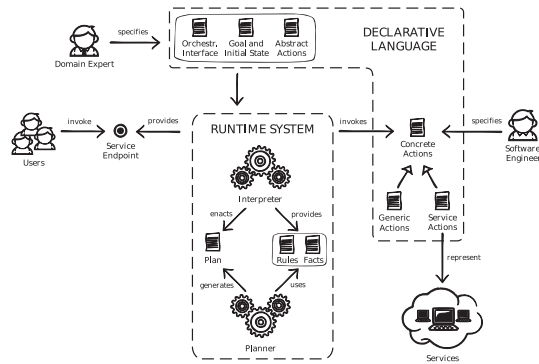 specifies
Domain Expert
Orchestr.
Interface
Goal and
Initial State
Abstract
Actions
DECLARATIVE
LANGUAGE
Users
invoke
Service
Endpoint
provides
RUNTIME SYSTEM
invokes
Concrete
Actions
specifies
Software
Engineer
Interpreter
enacts
provides
Generic
Actions
Service
Actions
Plan
Rules
Facts
generates
uses
represent
Planner
Services